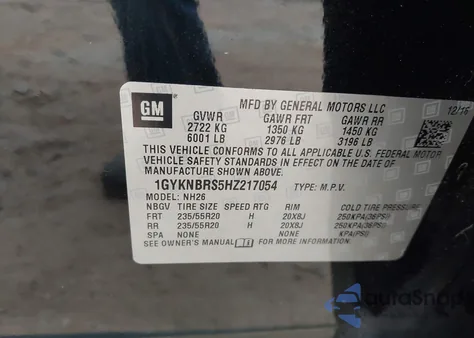 GM
MFD BY GENERAL MOTORS LLC
12/16
GVWR GAWR FRT GAWR RR
2722 KG 1350 KG 1450 KG
6001 LB 2976 LB 3196 LB
THIS VEHICLE CONFORMS TO ALL APPLICABLE U.S. FEDERAL
VEHICLE SAFETY STANDARDS IN EFFECT ON THE DATE OF
MANUFACTURE SHOWN ABOVE.
1GYKNBRS5HZ217054 TYPE: M.P.V.
MODEL: NH26
NBGV TIRE SIZE SPEED RTG RIM COLD TIRE PRESSURE
FRT 235/55R20 H 20X8J 250KPA(36PSI)
RR 235/55R20 H 20X8J 250KPA(36PSI)
SPA NONE NONE KPA(PSI)
SEE OWNER'S MANUAL FOR MORE INFORMATION.